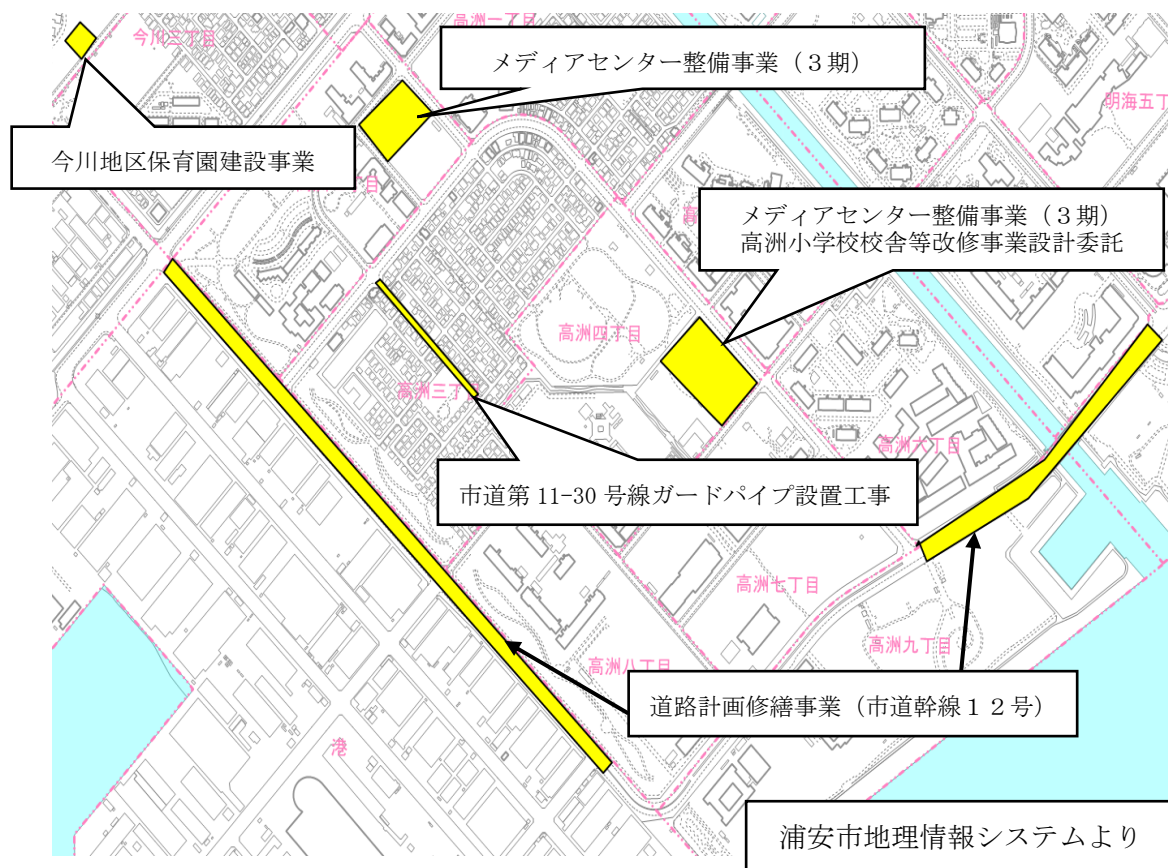 今川三丁目
高洲一丁目
メディアセンター整備事業（３期）
明海五丁
今川地区保育園建設事業
丁目
メディアセンター整備事業（３期）
高洲小学校校舎等改修事業設計委託
高洲四丁目
高洲三丁
高洲六丁目
市道第 11-30 号線ガードパイプ設置工事
高洲七丁目
高洲九丁目
高洲八丁目
道路計画修繕事業（市道幹線１２号）
港
浦安市地理情報システムより